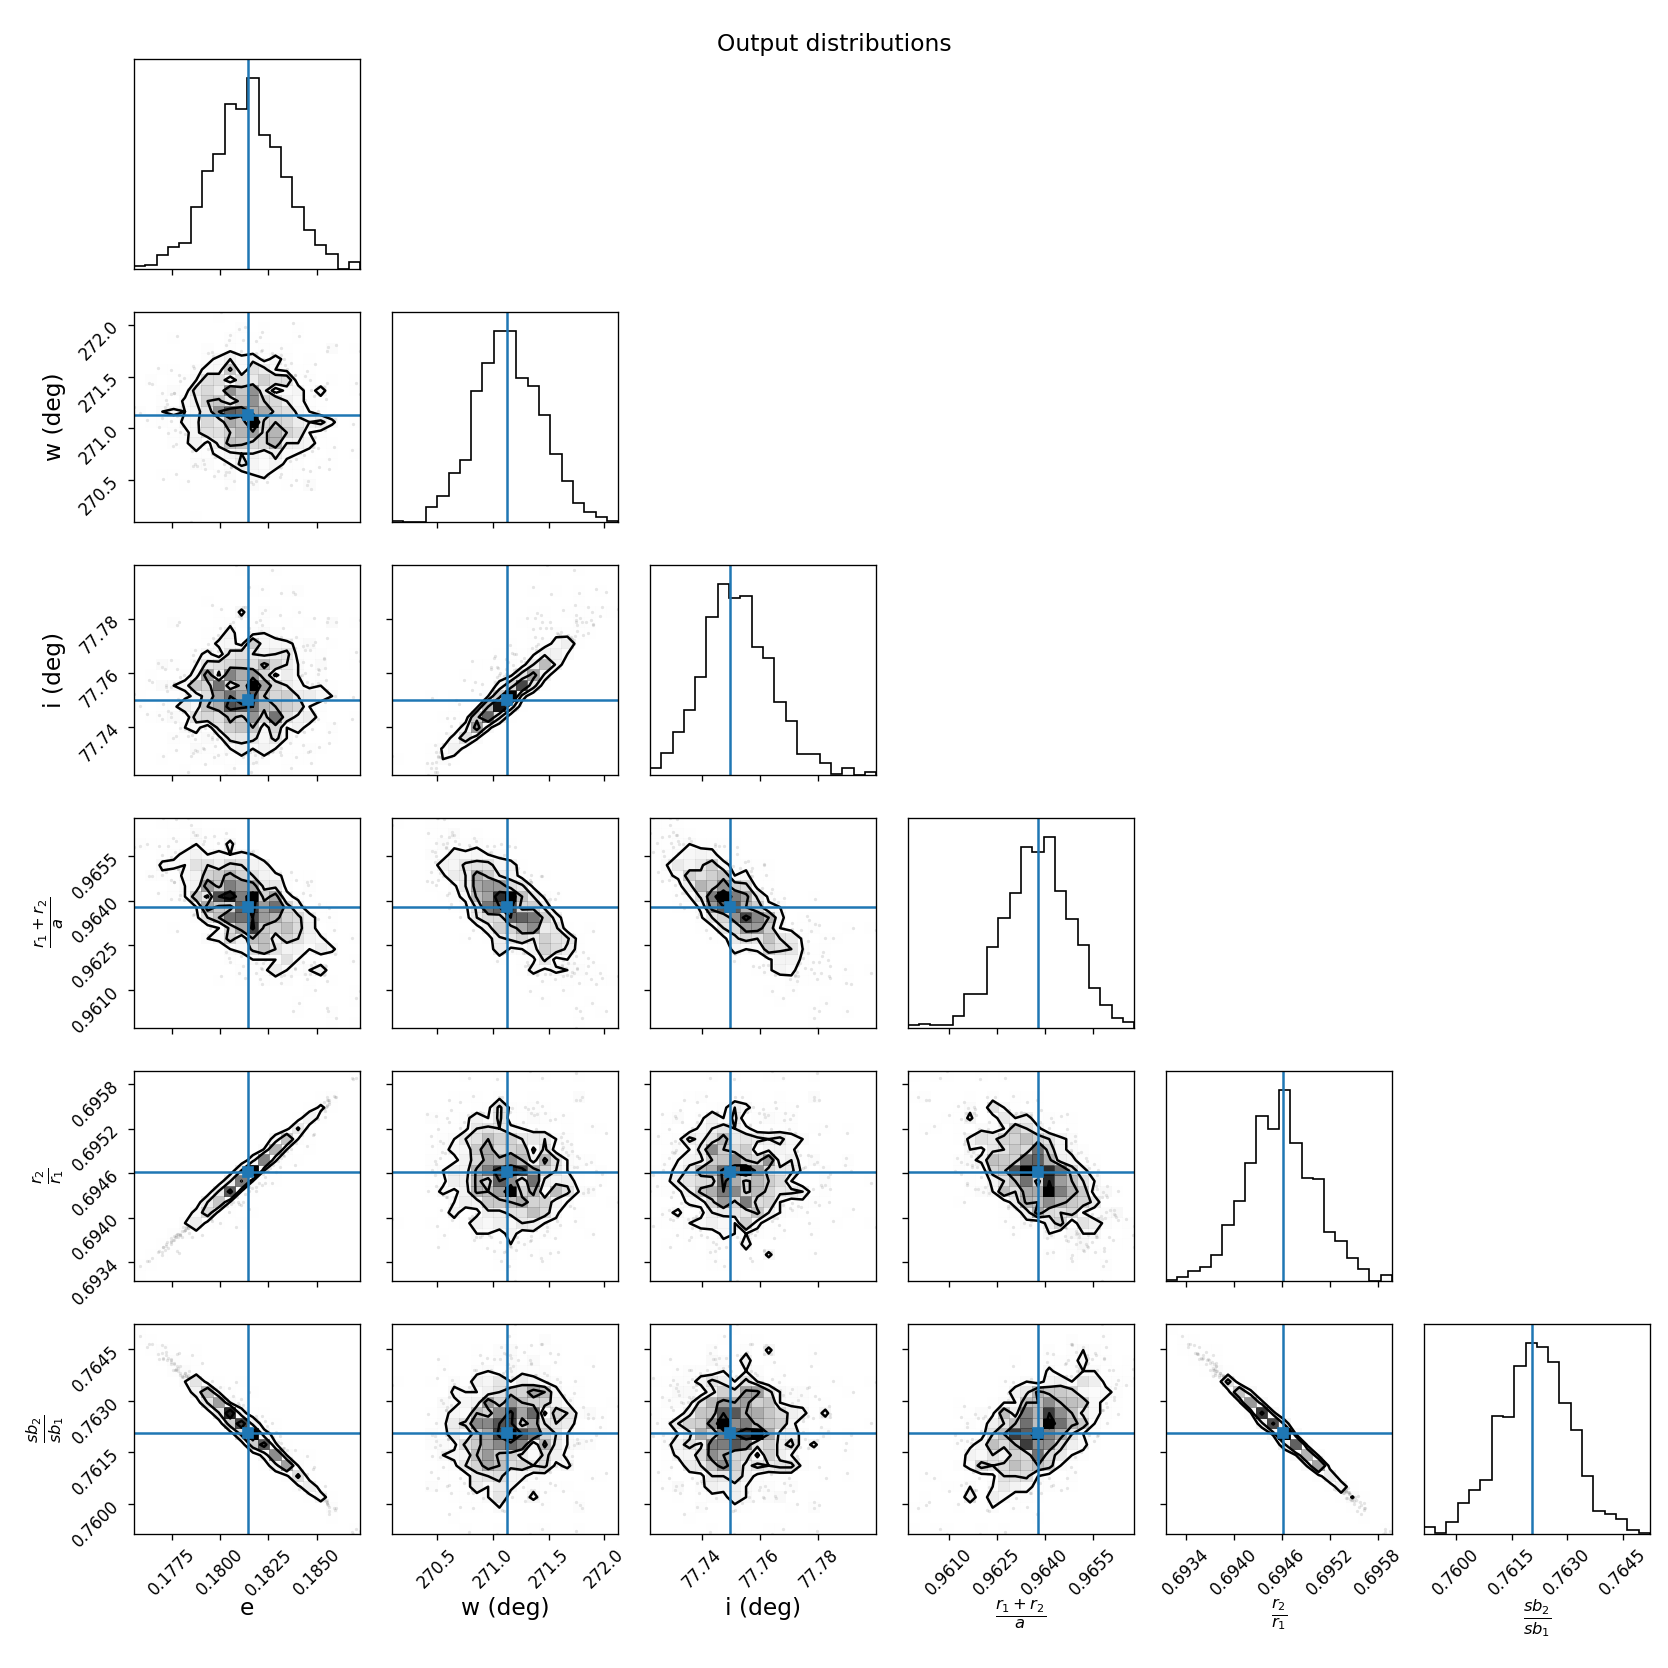 Output distributions
w (deg)
272.0
271.5
271.0
270.5
i (deg)
77.78
77.76
77.74
r₁ + r₂ / a
0.9655
0.9640
0.9625
0.9610
r₂ / r₁
0.6958
0.6952
0.6946
0.6940
0.6934
sb₂ / sb₁
0.7645
0.7630
0.7615
0.7600
0.1775 0.1800 0.1825 0.1850 270.5 271.0 271.5 272.0 77.74 77.76 77.78 0.9610 0.9625 0.9640 0.9655 0.6934 0.6940 0.6946 0.6952 0.6958 0.7600 0.7615 0.7630 0.7645
e w (deg) i (deg) r₁ + r₂ / a r₂ / r₁ sb₂ / sb₁